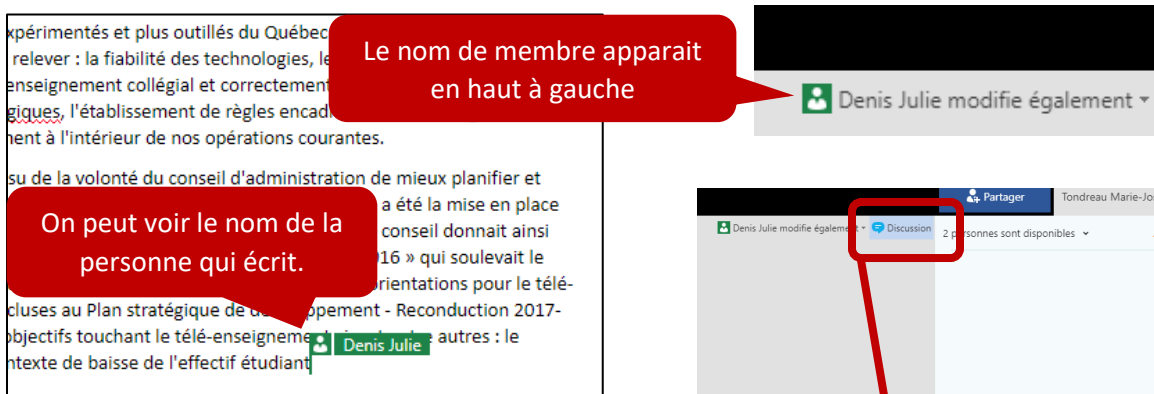 xpérimentés et plus outillés du Québec
relever : la fiabilité des technologies, le
enseignement collégial et correctement
giques, l'établissement de règles encad
ent à l'intérieur de nos opérations courantes.
su de la volonté du conseil d'administration de mieux planifier et
a été la mise en place
conseil donnait ainsi
16 » qui soulevait le
rientations pour le télé-
cluses au Plan stratégique de ppement - Reconduction 2017-
objectifs touchant le télé-enseigneme autres : le
ntexte de baisse de l'effectif étudiant
Denis Julie
On peut voir le nom de la
personne qui écrit.
Le nom de membre apparait
en haut à gauche
Denis Julie modifie également
Partager
Tondreau Marie-Jo
Denis Julie modifie également
Discussion
2 personnes sont disponibles